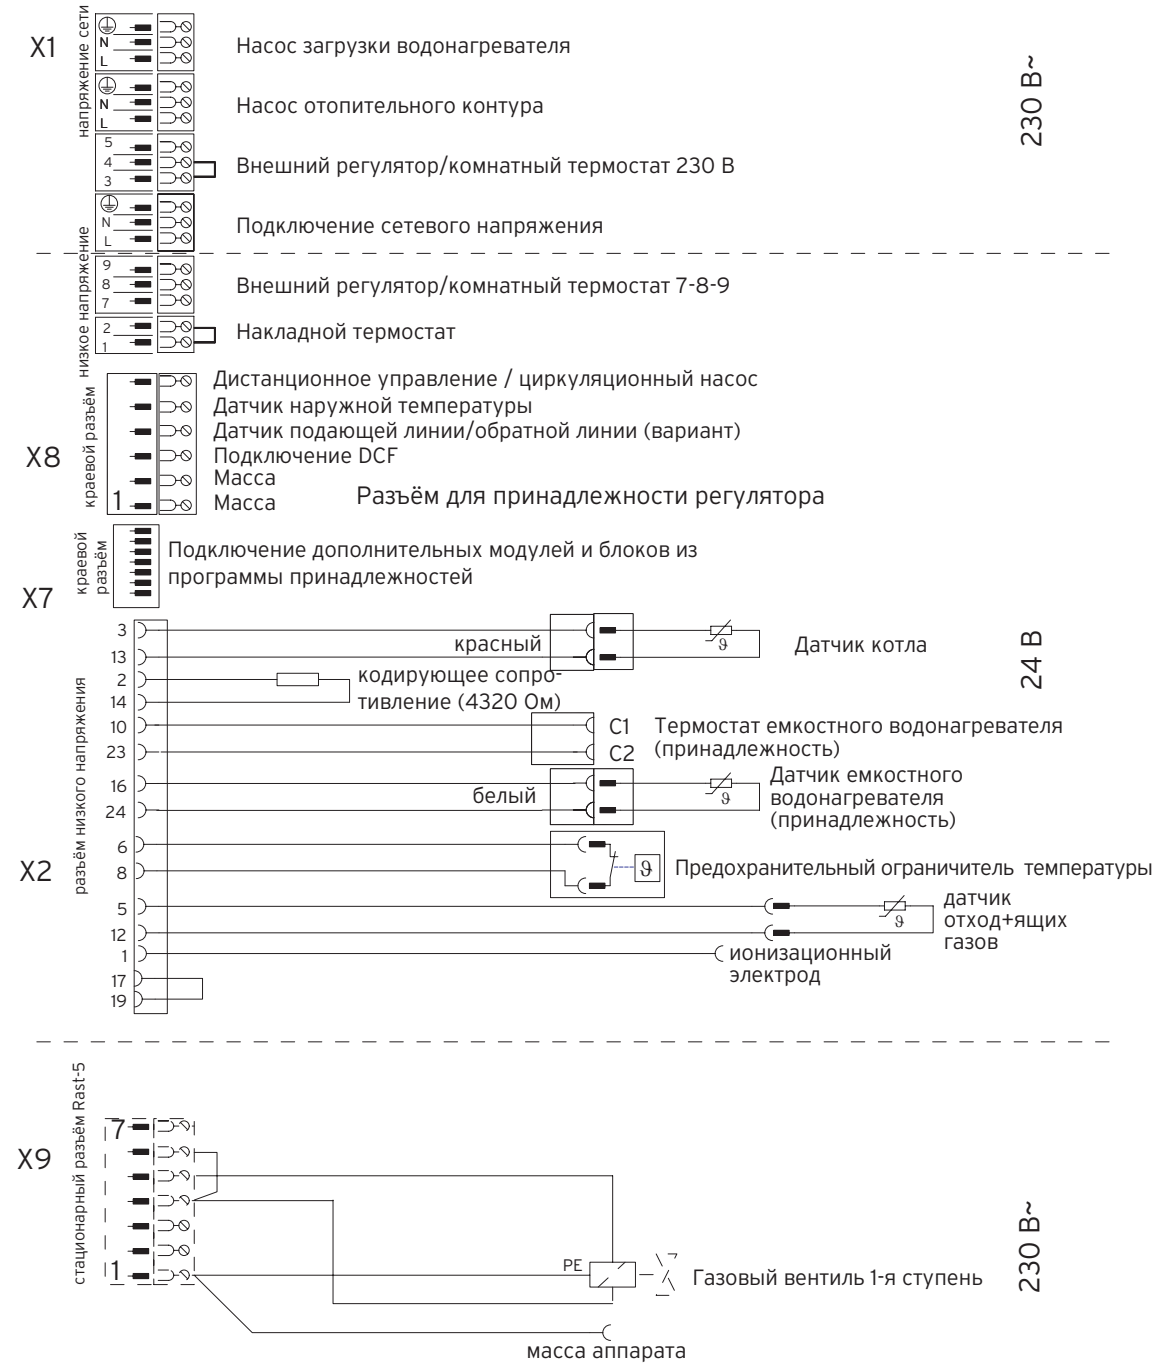 X1
напряжение сети
N
L
Насос загрузки водонагревателя
230 В~
N
L
Насос отопительного контура
5
4
3
Внешний регулятор/комнатный термостат 230 В
N
L
Подключение сетевого напряжения
низкое напряжение
9
8
7
Внешний регулятор/комнатный термостат 7-8-9
2
1
Накладной термостат
X8
краевой разъём
1
Дистанционное управление / циркуляционный насос
Датчик наружной температуры
Датчик подающей линии/обратной линии (вариант)
Подключение DCF
Масса
Масса
Разъём для принадлежности регулятора
X7
краевой
разъём
Подключение дополнительных модулей и блоков из
программы принадлежностей
24 В
X2
разъём низкого напряжения
3
13
красный
ϑ
Датчик котла
2
14
кодирующее сопро-
тивление (4320 Ом)
10
23
C1
C2
Термостат емкостного водонагревателя
(принадлежность)
16
24
белый
ϑ
Датчик емкостного
водонагревателя
(принадлежность)
6
8
ϑ
Предохранительный ограничитель температуры
5
12
ϑ
датчик
отход+ящих
газов
1
ионизационный
электрод
17
19
X9
стационарный разъём Rast-5
7
1
PE
Газовый вентиль 1-я ступень
230 В~
масса аппарата